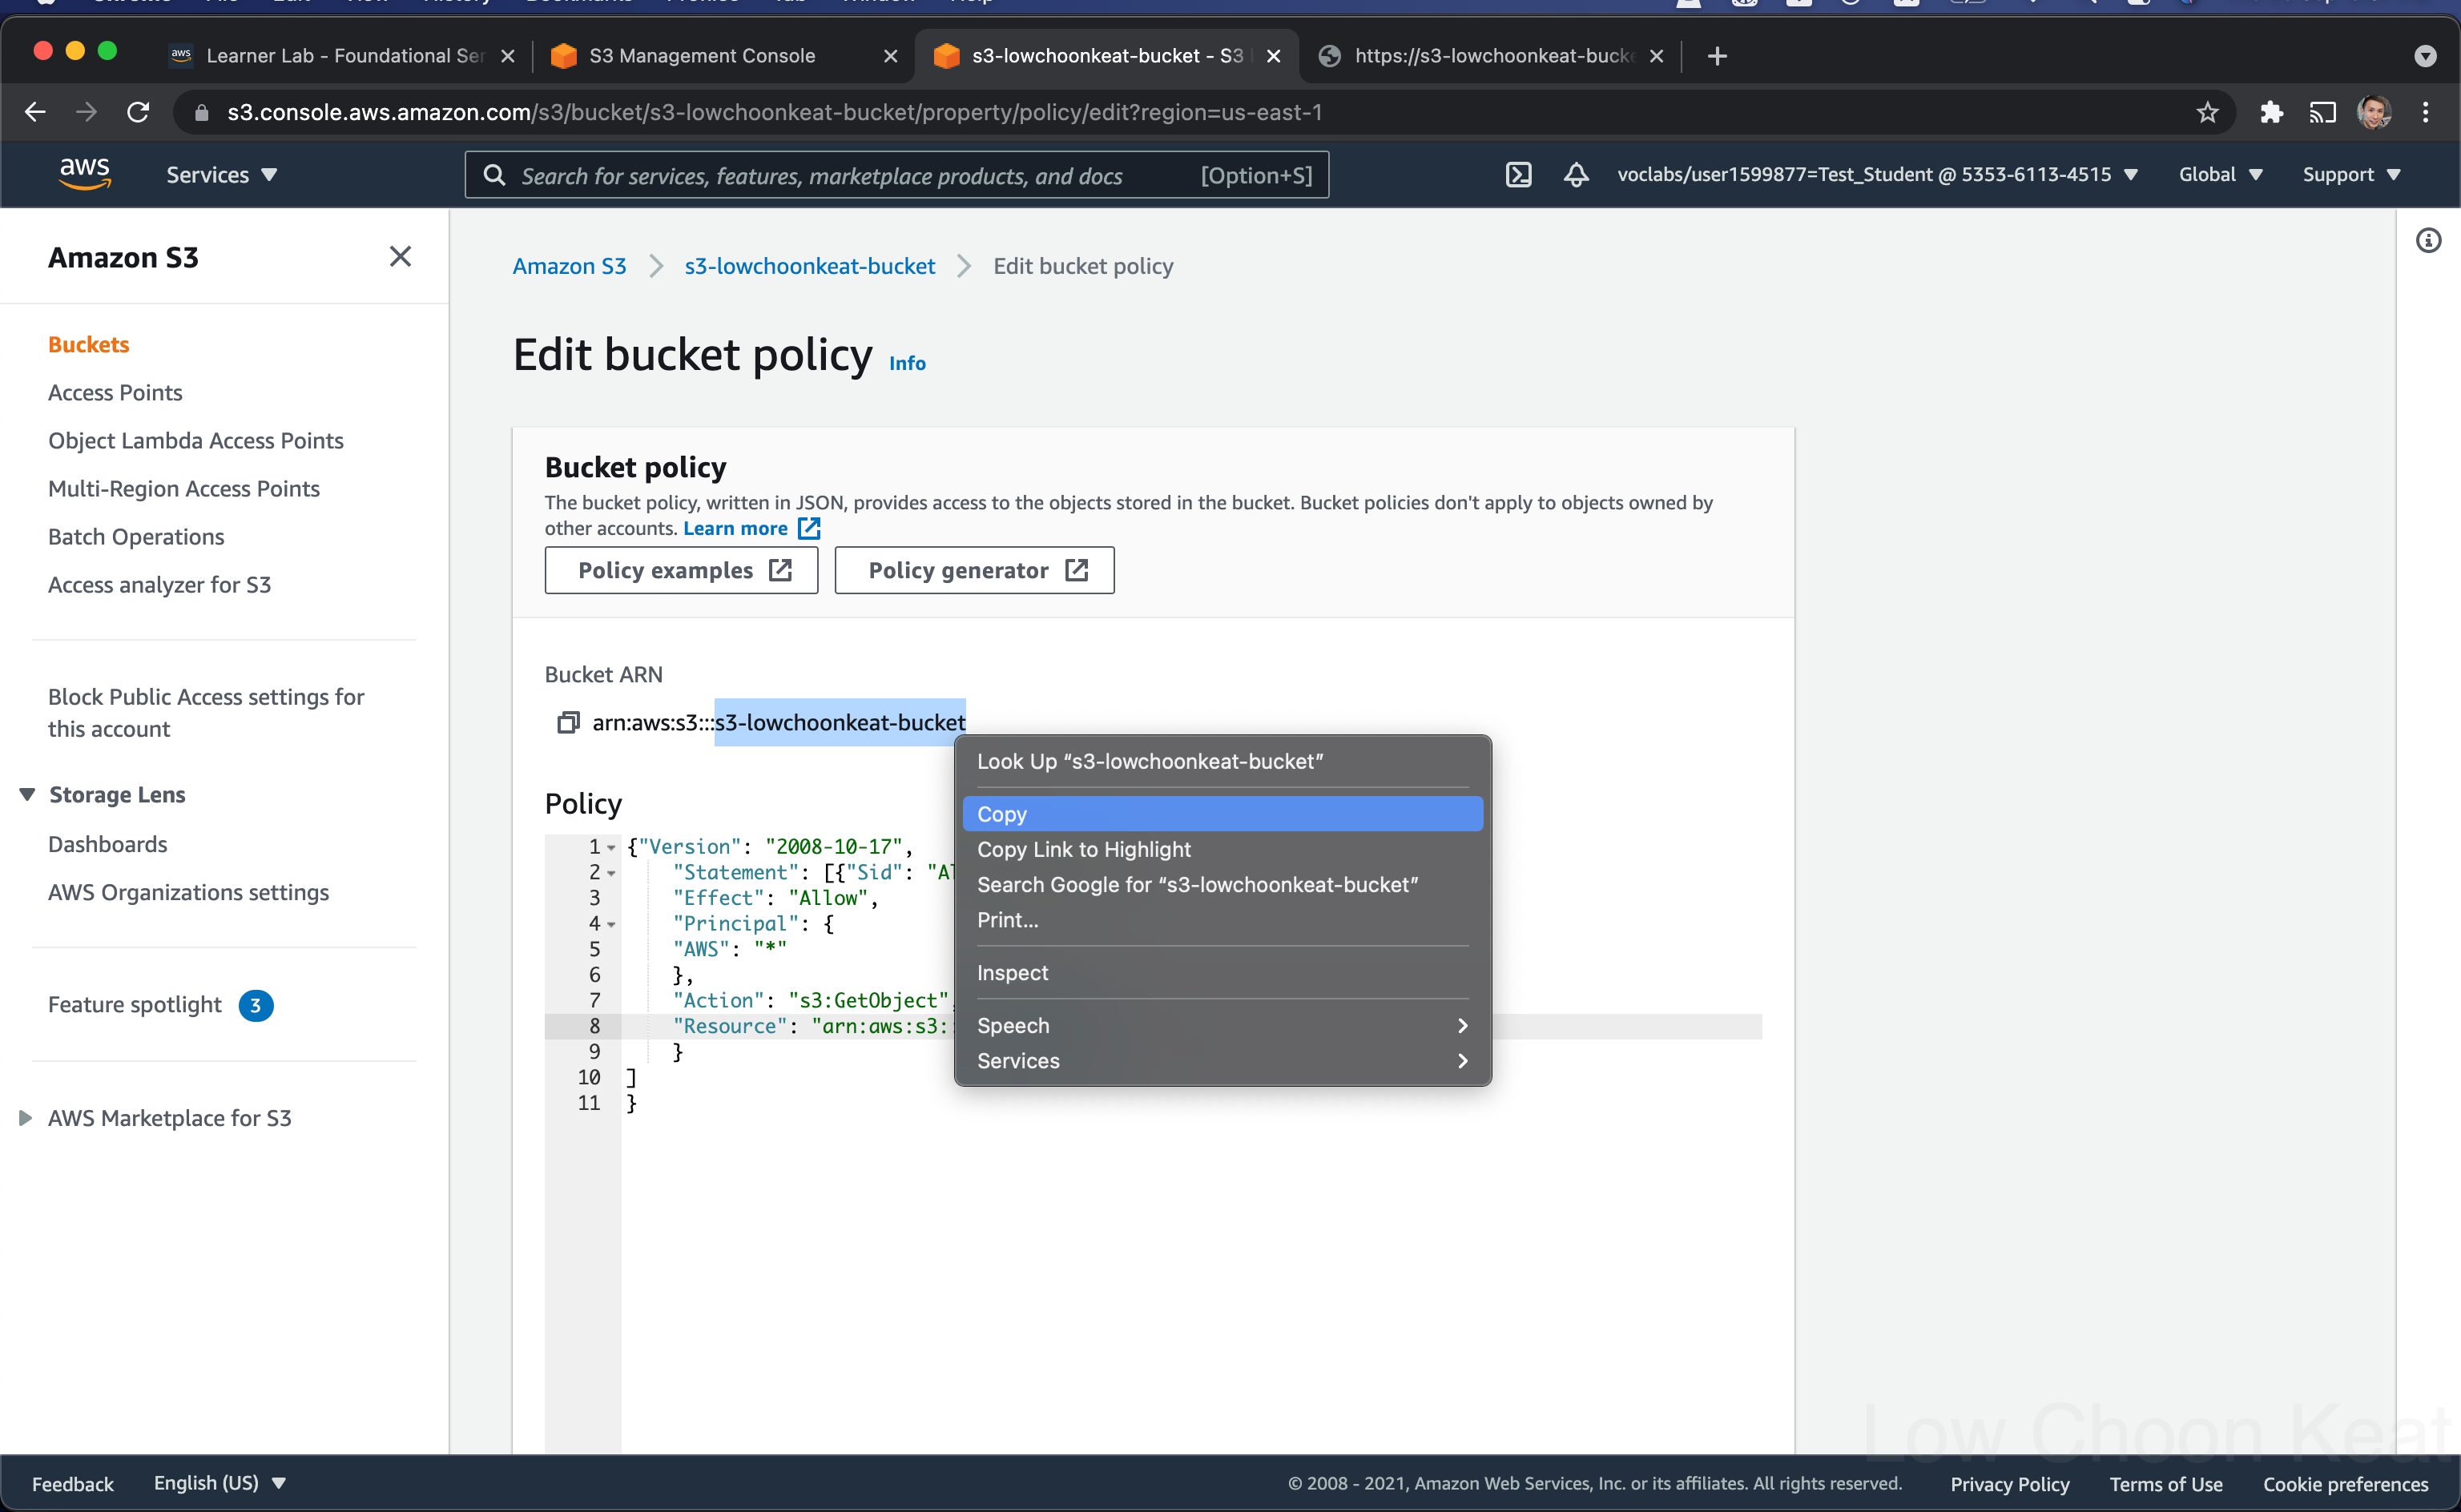 Learner Lab - Foundational Ser
S3 Management Console
s3-lowchoonkeat-bucket - S3
https://s3-lowchoonkeat-bucke
s3.console.aws.amazon.com/s3/bucket/s3-lowchoonkeat-bucket/property/policy/edit?region=us-east-1
aws
Services
Search for services, features, marketplace products, and docs [Option+S]
voclabs/user1599877=Test_Student @ 5353-6113-4515
Global
Support
Amazon S3
Buckets
Access Points
Object Lambda Access Points
Multi-Region Access Points
Batch Operations
Access analyzer for S3
Block Public Access settings for
this account
Storage Lens
Dashboards
AWS Organizations settings
Feature spotlight 3
AWS Marketplace for S3
Amazon S3 > s3-lowchoonkeat-bucket > Edit bucket policy
Edit bucket policy Info
Bucket policy
The bucket policy, written in JSON, provides access to the objects stored in the bucket. Bucket policies don't apply to objects owned by
other accounts. Learn more
Policy examples
Policy generator
Bucket ARN
arn:aws:s3:::s3-lowchoonkeat-bucket
Policy
1 {"Version": "2008-10-17",
2 "Statement": [{"Sid": "Al
3 "Effect": "Allow",
4 "Principal": {
5 "AWS": "*"
6 },
7 "Action": "s3:GetObject",
8 "Resource": "arn:aws:s3:
9 }
10 ]
11 }
Look Up “s3-lowchoonkeat-bucket”
Copy
Copy Link to Highlight
Search Google for “s3-lowchoonkeat-bucket”
Print...
Inspect
Speech
Services
Low Choon Keat
Feedback
English (US)
© 2008 - 2021, Amazon Web Services, Inc. or its affiliates. All rights reserved.
Privacy Policy
Terms of Use
Cookie preferences